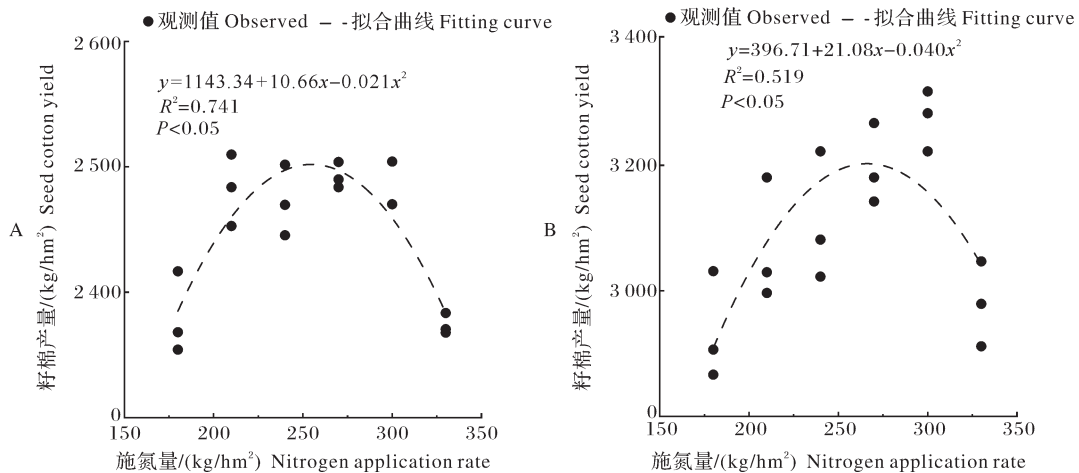 ● 观测值 Observed – - -拟合曲线 Fitting curve
2 600
y=1143.34+10.66x−0.021x²
R²=0.741
P<0.05
2 500
2 400
0
150 200 250 300 350
籽棉产量/(kg/hm²) Seed cotton yield
施氮量/(kg/hm²) Nitrogen application rate
A
● 观测值 Observed – - -拟合曲线 Fitting curve
3 400
y=396.71+21.08x−0.040x²
R²=0.519
P<0.05
3 200
3 000
0
150 200 250 300 350
籽棉产量/(kg/hm²) Seed cotton yield
施氮量/(kg/hm²) Nitrogen application rate
B